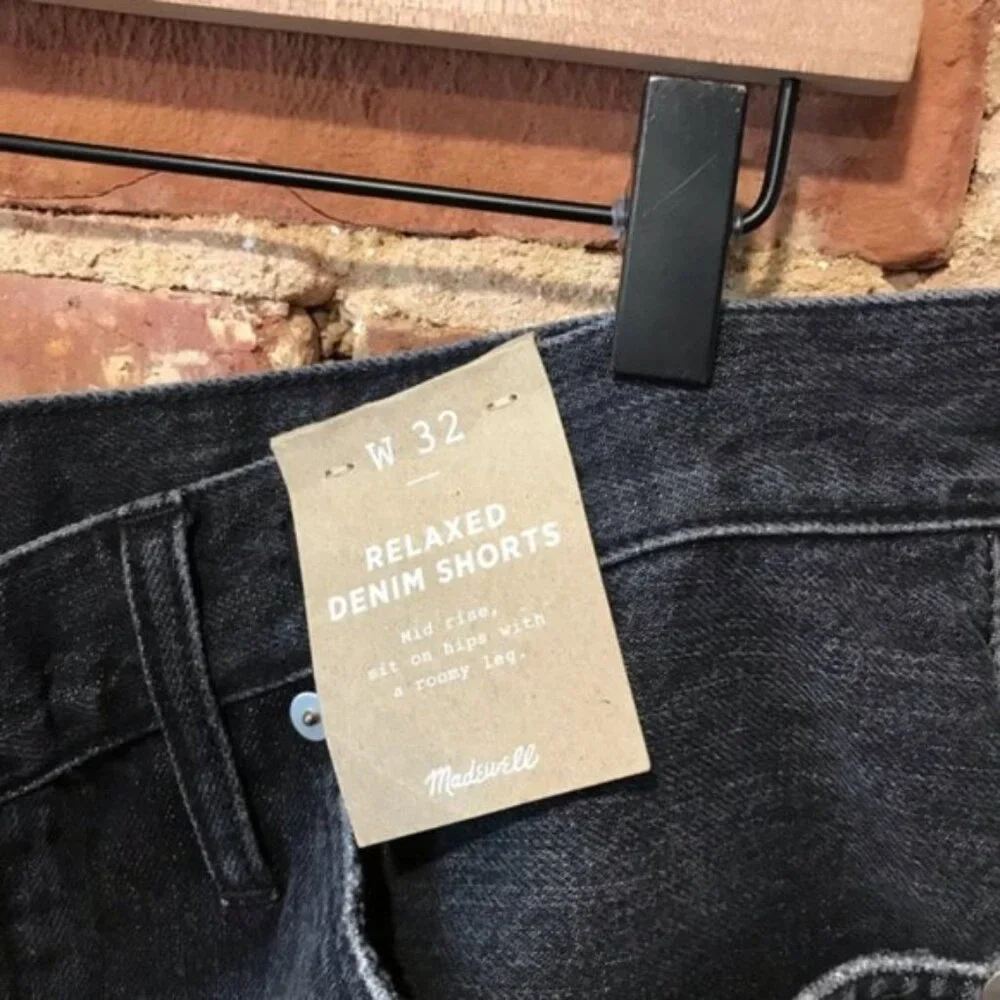 W 32
RELAXED
DENIM SHORTS
Mid rise,
sit on hips with
a roomy leg.
Madewell